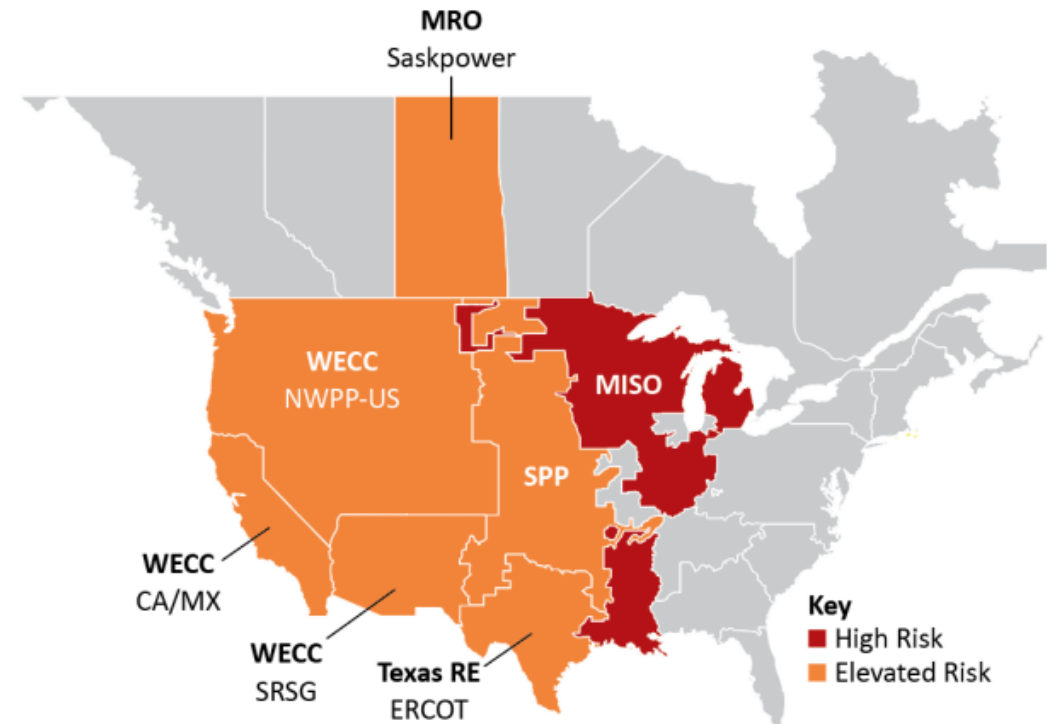 MRO
Saskpower
WECC
NWPP-US
MISO
SPP
WECC
CA/MX
WECC
SRSG
Texas RE
ERCOT
Key
High Risk
Elevated Risk